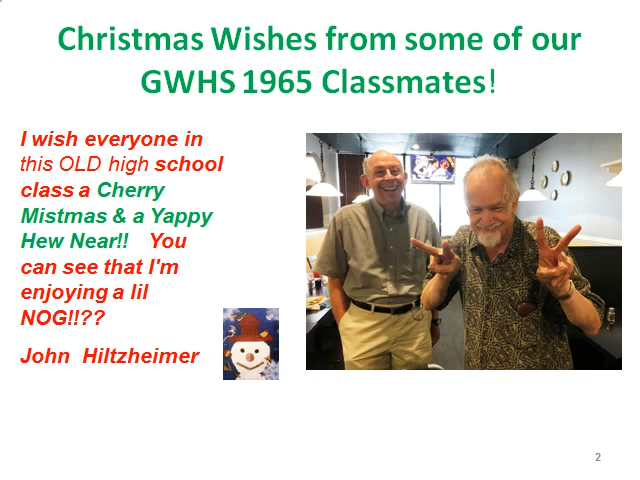 Christmas Wishes from some of our
GWHS 1965 Classmates!
I wish everyone in
this OLD high school
class a Cherry
Mistmas & a Yappy
Hew Near!! You
can see that I'm
enjoying a lil
NOG!!??
John Hiltzheimer
2